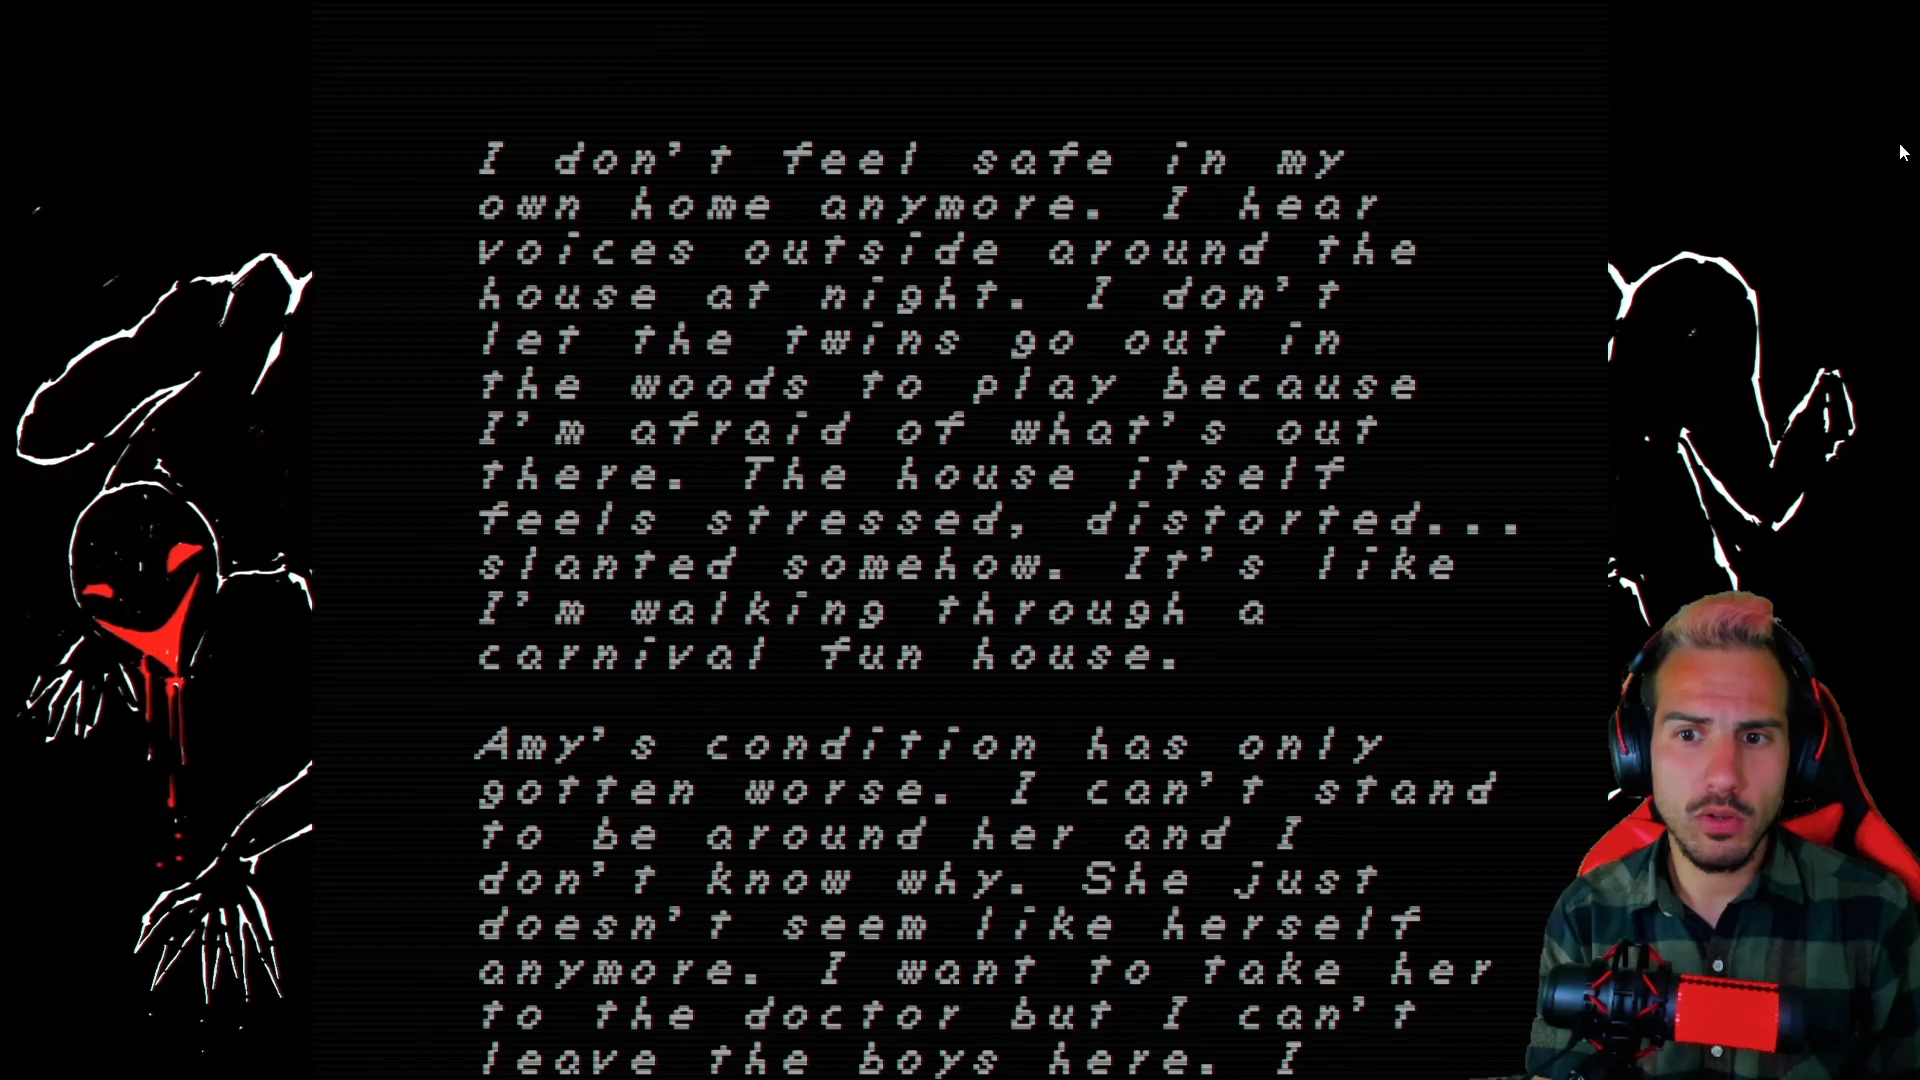 I don't feel safe in my
own home anymore. I hear
voices outside around the
house at night. I don't
let the twins go out in
the woods to play because
I'm afraid of what's out
there. The house itself
feels stressed, distorted...
slanted somehow. It's like
I'm walking through a
carnival fun house.
Amy's condition has only
gotten worse. I can't stand
to be around her and I
don't know why. She just
doesn't seem like herself
anymore. I want to take her
to the doctor but I can't
leave the boys here. I